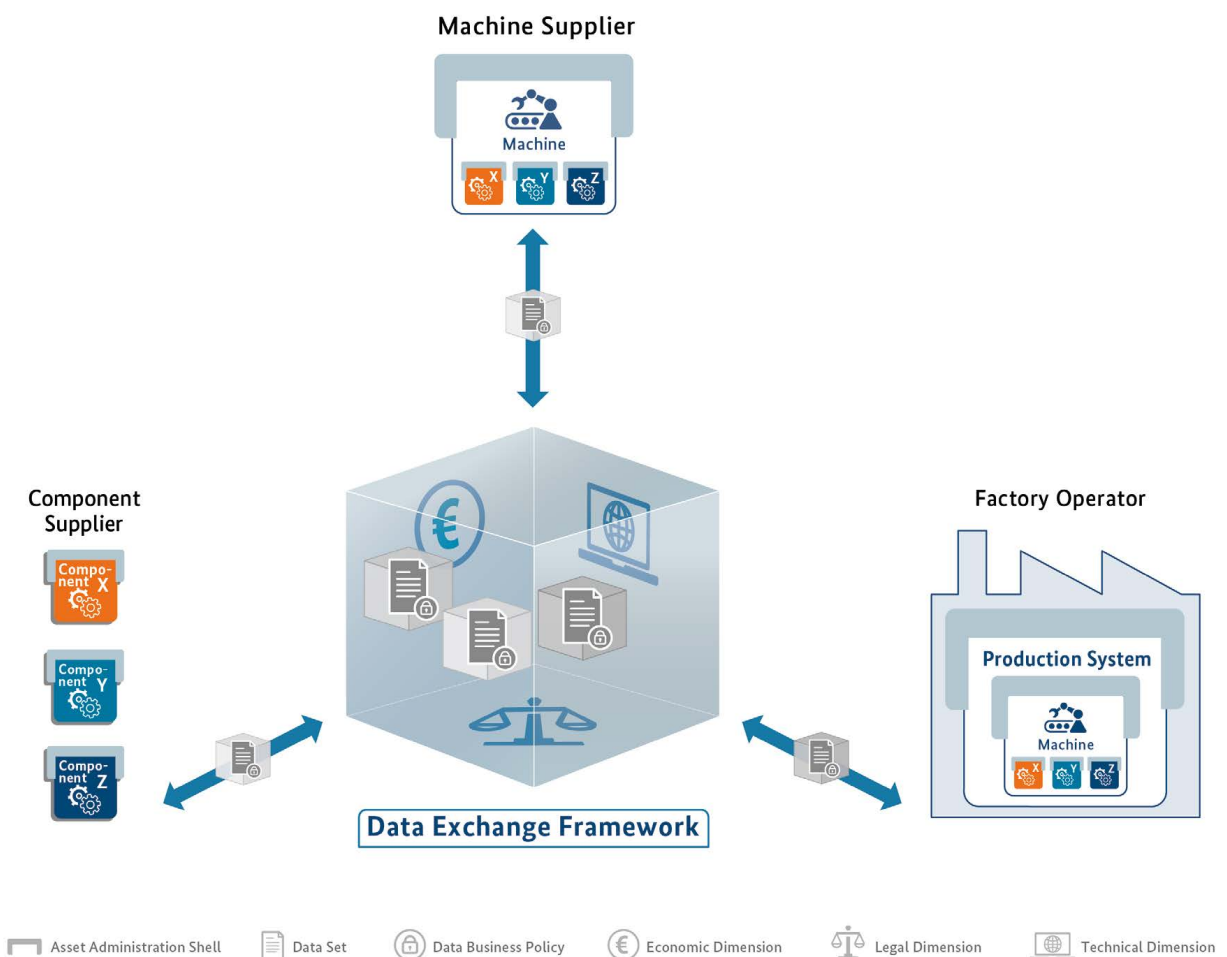 Machine Supplier
Machine
X
Y
Z
Component
Supplier
Compo-
nent X
Compo-
nent Y
Compo-
nent Z
€
Data Exchange Framework
Factory Operator
Production System
Machine
X
Y
Z
Asset Administration Shell
Data Set
Data Business Policy
€
Economic Dimension
Legal Dimension
Technical Dimension